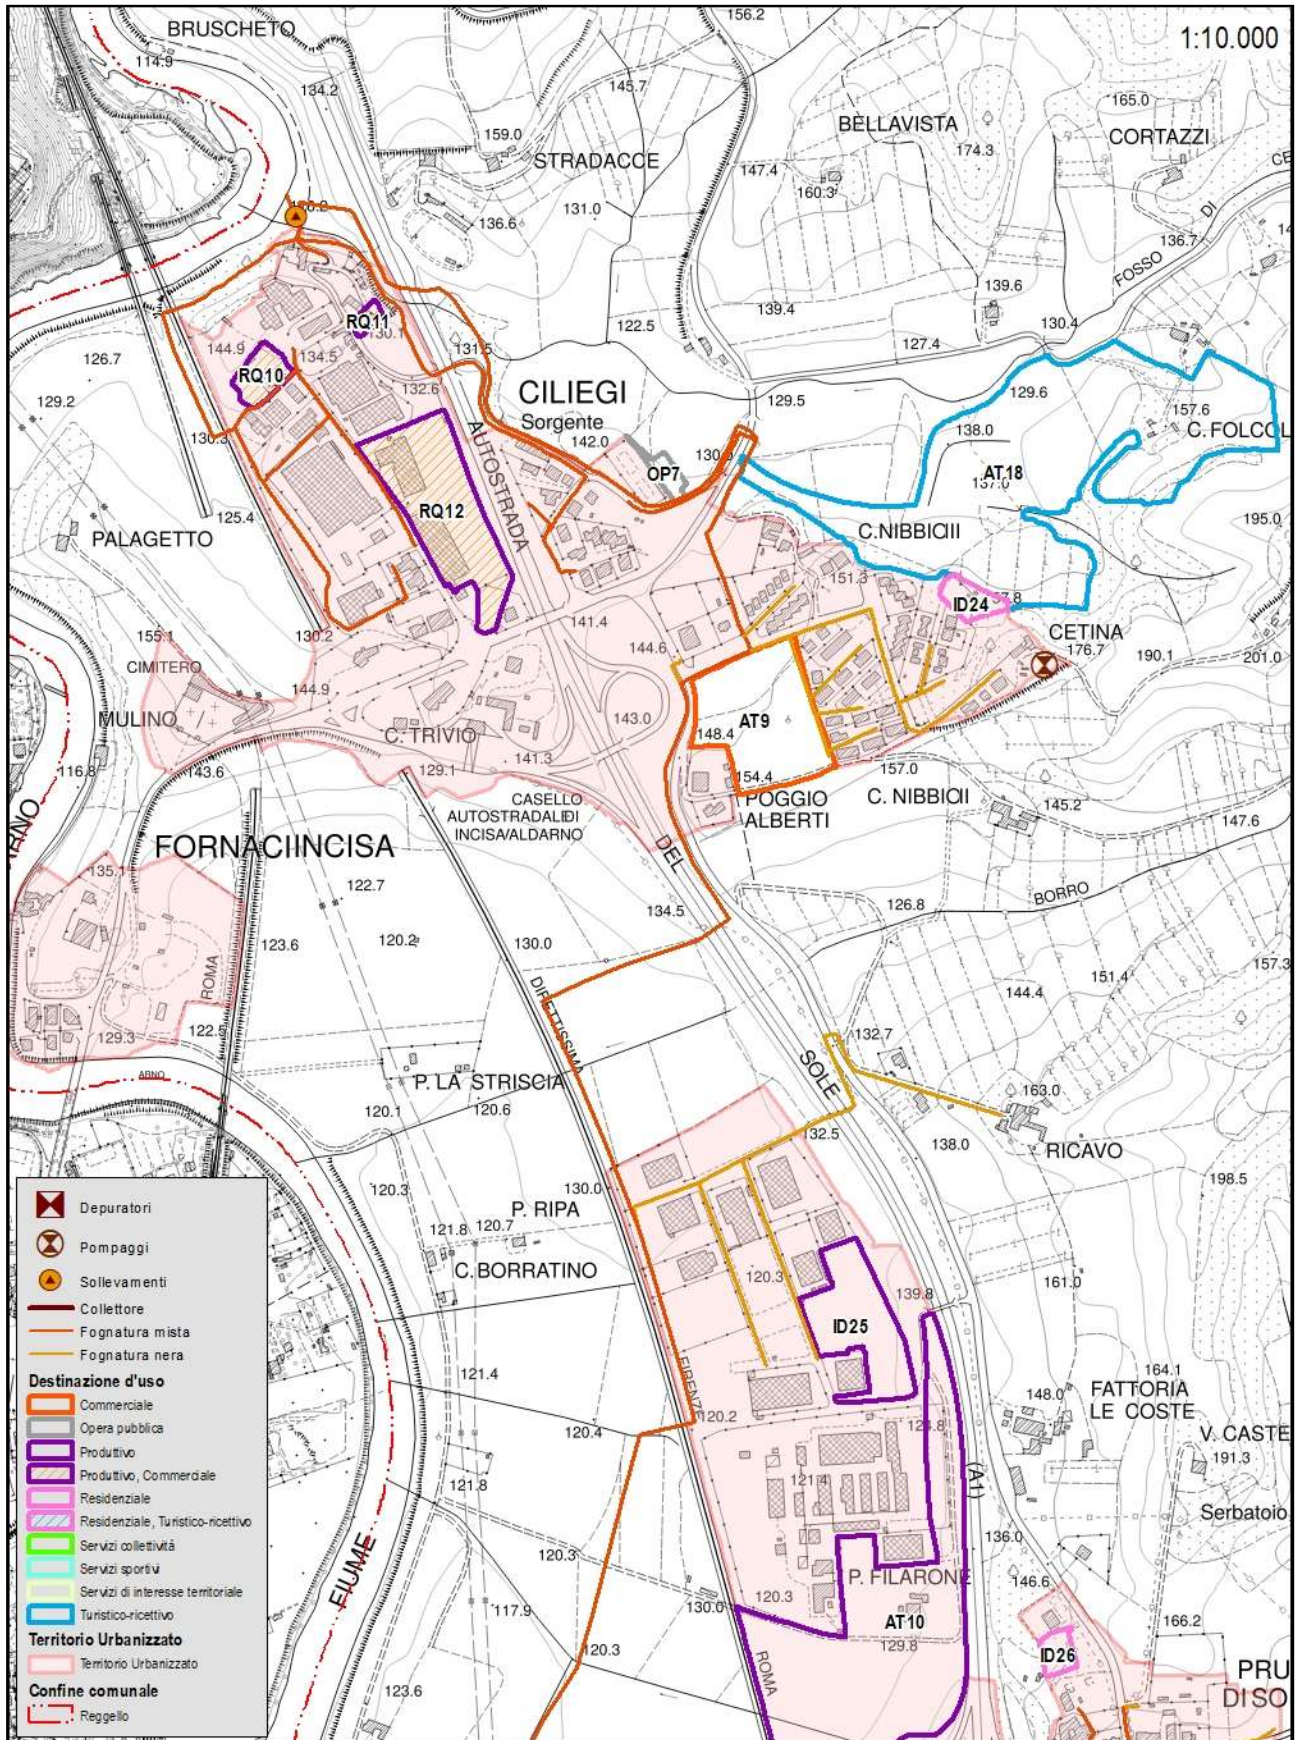 1:10.000
BRUSCHETO
156.2
114.9
134.2
145.7
165.0
159.0
BELLAVISTA
CORTAZZI
STRADACCE
174.3
147.4
160.3
136.6
131.0
DI
136.7
FOSSO
139.6
139.4
122.5
130.4
RQ11
130.1
131.5
127.4
144.9
134.5
126.7
RQ10
132.6
CILIEGI
129.5
129.6
129.2
Sorgente
157.6
C. FOLCOL
142.0
138.0
130.3
AUTOSTRADA
OP7
AT18
137.0
RQ12
125.4
195.0
PALAGETTO
C.NIBBICIII
151.3
ID24
155.1
130.2
141.4
CETINA
144.6
176.7
190.1
201.0
CIMITERO
144.9
MULINO
143.0
AT9
C. TRIVIO
148.4
116.8
143.6
129.1
141.3
154.4
157.0
CASELLO
POGGIO
C. NIBBICII
AUTOSTRADALEDI
ALBERTI
145.2
INCISAVALDARNO
147.6
FORNACIINCISA
DEL
135.1
122.7
BORRO
126.8
134.5
123.6
120.2
130.0
157.3
ROMA
151.4
144.4
DIRETTISSIMA
122.5
129.3
132.7
ARNO
SOLE
P. LA STRISCIA
163.0
120.1
120.6
132.5
138.0
RICAVO
198.5
120.3
130.0
P. RIPA
121.8
120.7
C. BORRATINO
120.3
161.0
139.8
ID25
FIRENZE
121.4
164.1
FATTORIA
148.0
LE COSTE
120.2
120.4
124.8
V. CASTE
191.3
121.8
121.4
(A1)
Serbatoio
136.0
FIUME
120.3
P. FILARONE
146.6
120.3
117.9
130.0
AT10
166.2
129.8
ID26
120.3
ROMA
PRU
123.6
DI SO
Depuratori
Pompaggi
Sollevamenti
Collettore
Fognatura mista
Fognatura nera
Destinazione d'uso
Commerciale
Opera pubblica
Produttivo
Produttivo, Commerciale
Residenziale
Residenziale, Turistico-ricettivo
Servizi collettività
Servizi sportivi
Servizi di interesse territoriale
Turistico-ricettivo
Territorio Urbanizzato
Territorio Urbanizzato
Confine comunale
Reggello